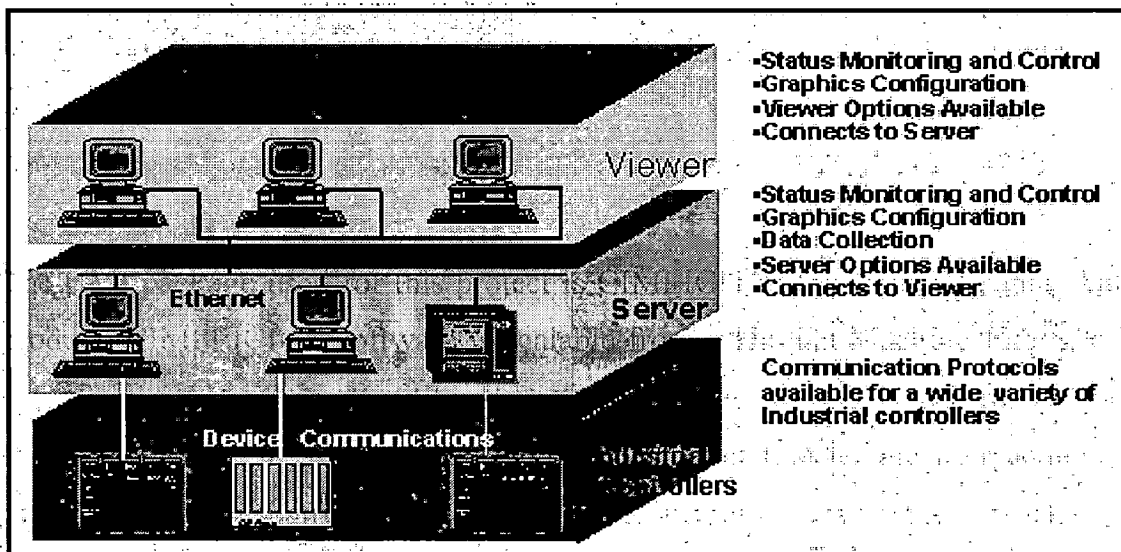 ▪Status Monitoring and Control
▪Graphics Configuration
▪Viewer Options Available
▪Connects to Server
Viewer
▪Status Monitoring and Control
▪Graphics Configuration
▪Data Collection
▪Server Options Available
▪Connects to Viewer
Ethernet
Server
Communication Protocols
available for a wide variety of
Industrial controllers
Device Communications